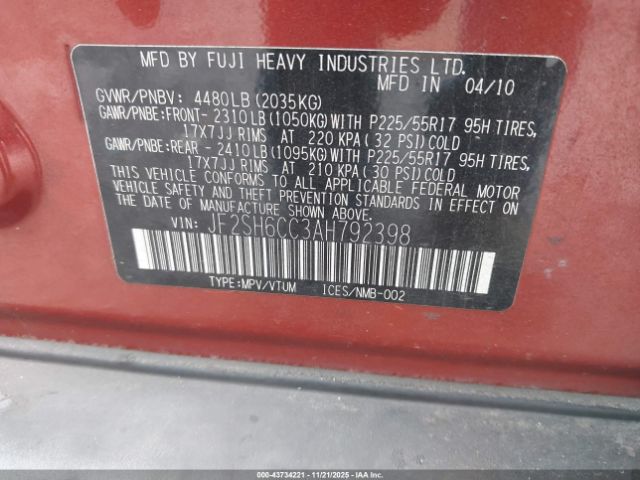 MFD BY FUJI HEAVY INDUSTRIES LTD.
MFD IN 04/10
GVWR/PNBV: 4480LB(2035KG)
GAWR/PNBE:FRONT- 2310LB(1050KG)WITH P225/55R17 95H TIRES,
17X7JJ RIMS AT 220 KPA(32 PSI)COLD
GAWR/PNBE:REAR - 2410LB(1095KG)WITH P225/55R17 95H TIRES,
17X7JJ RIMS AT 210 KPA(30 PSI)COLD
THIS VEHICLE CONFORMS TO ALL APPLICABLE FEDERAL MOTOR
VEHICLE SAFETY AND THEFT PREVENTION STANDARDS IN EFFECT ON
THE DATE OF MANUFACTURE SHOWN ABOVE.
VIN: JF2SH6CC3AH792398
TYPE:MPV/VTUM ICES/NMB-002
000-43734221 - 11/21/2025 - IAAI.COM